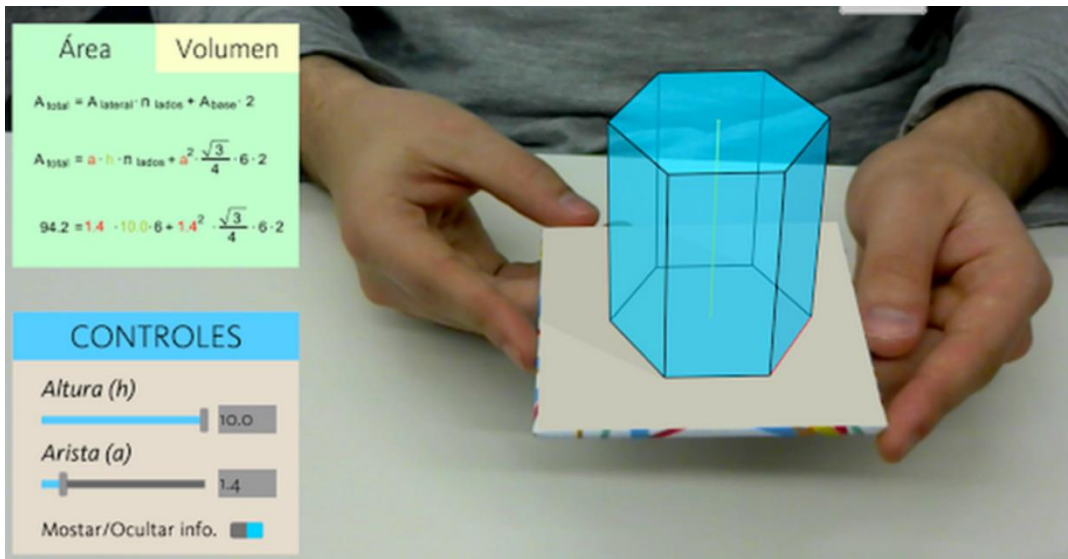 Área
Volumen
A total = A lateral · n lados + A base · 2
A total = a · h · n lados + a² · √3/4 · 6 · 2
94.2 = 1.4 · 10.0 · 6 + 1.4² · √3/4 · 6 · 2
CONTROLES
Altura (h)
10.0
Arista (a)
1.4
Mostar/Ocultar info.